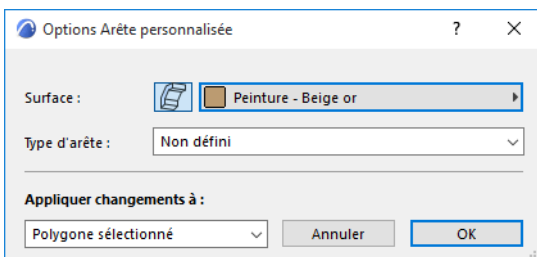 Options Arête personnalisée ?
Surface : Peinture - Beige or
Type d'arête : Non défini
Appliquer changements à :
Polygone sélectionné Annuler OK